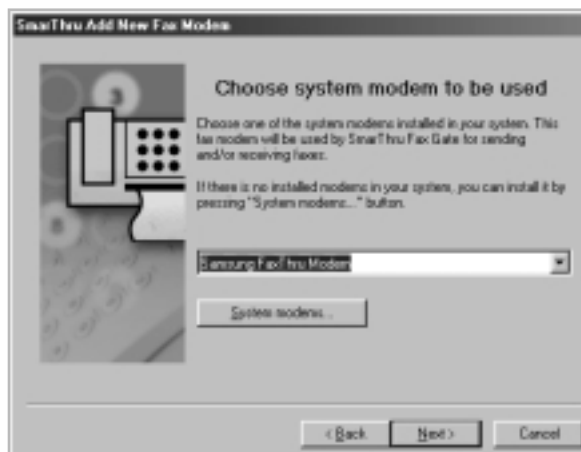 SmarThru Add New Fax Modem
Choose system modem to be used
Choose one of the system modems installed in your system. This
fax modem will be used by SmarThru Fax Gate for sending
and/or receiving faxes.
If there is no installed modems in your system, you can install it by
pressing "System modems..." button.
Samsung FaxThru Modem
System modems...
< Back
Next >
Cancel